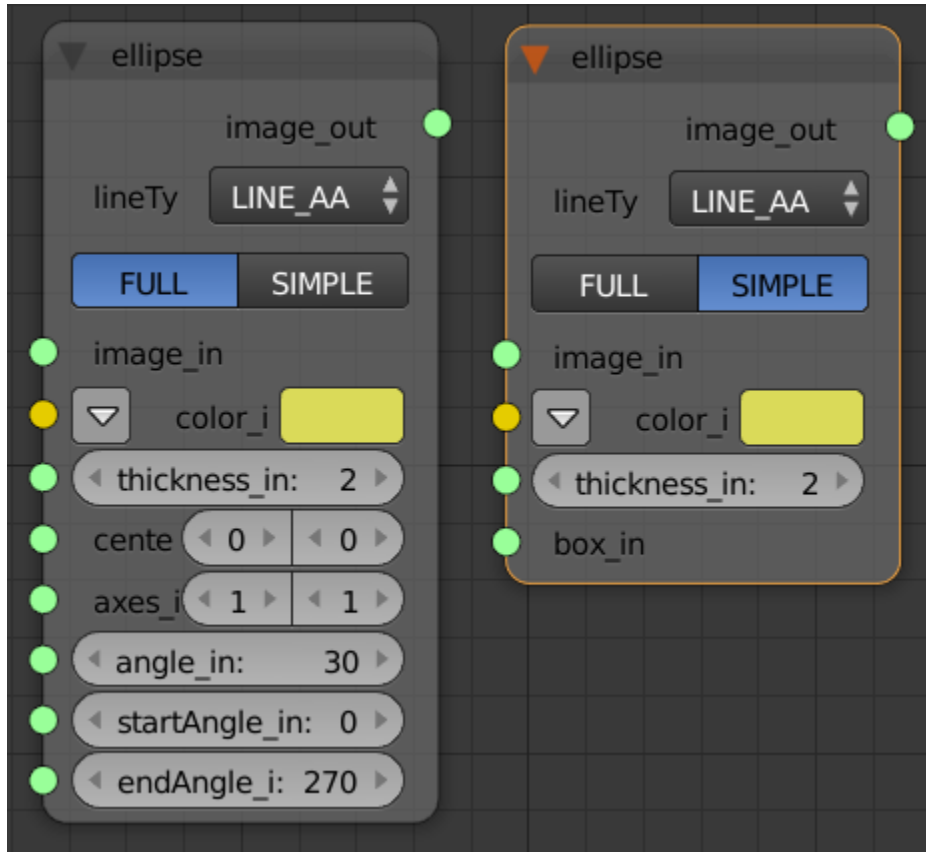 ellipse
image_out
lineTy LINE_AA
FULL SIMPLE
image_in
color_i
thickness_in: 2
cente 0 0
axes_i 1 1
angle_in: 30
startAngle_in: 0
endAngle_i: 270
ellipse
image_out
lineTy LINE_AA
FULL SIMPLE
image_in
color_i
thickness_in: 2
box_in